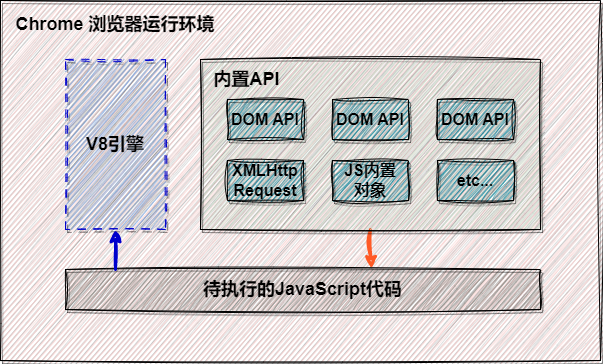 Chrome 浏览器运行环境
V8引擎
内置API
DOM API
DOM API
DOM API
XMLHttp
Request
JS内置
对象
etc...
待执行的JavaScript代码